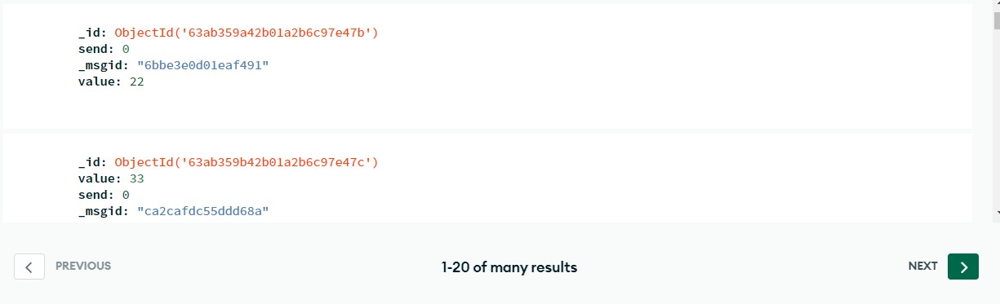 _id: ObjectId('63ab359a42b01a2b6c97e47b')
send: 0
_msgid: "6bbe3e0d01eaf491"
value: 22
_id: ObjectId('63ab359b42b01a2b6c97e47c')
value: 33
send: 0
_msgid: "ca2cafdc55ddd68a"
PREVIOUS 1-20 of many results NEXT